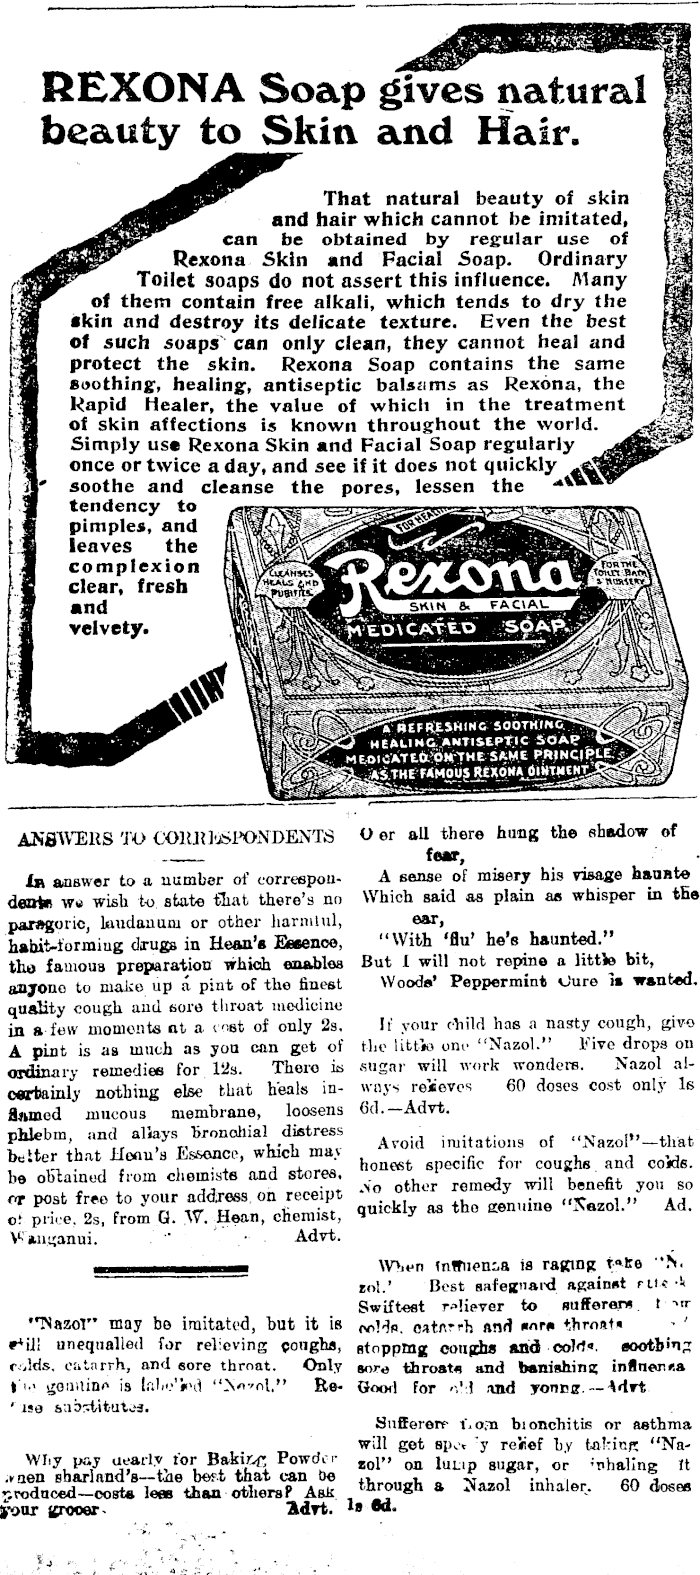 REXONA Soap gives natural
beauty to Skin and Hair.
That natural beauty of skin
and hair which cannot be imitated,
can be obtained by regular use of
Rexona Skin and Facial Soap. Ordinary
Toilet soaps do not assert this influence. Many
of them contain free alkali, which tends to dry the
skin and destroy its delicate texture. Even the best
of such soaps can only clean, they cannot heal and
protect the skin. Rexona Soap contains the same
soothing, healing, antiseptic balsams as Rexona, the
Rapid Healer, the value of which in the treatment
of skin affections is known throughout the world.
Simply use Rexona Skin and Facial Soap regularly
once or twice a day, and see if it does not quickly
soothe and cleanse the pores, lessen the
tendency to
pimples, and
leaves the
complexion
clear, fresh
and
velvety.
FOR HEALTH
CLEANSES
HEALS AND
PURIFIES
Rexona
FOR THE
TOILET BATH
& NURSERY
SKIN & FACIAL
MEDICATED SOAP
A REFRESHING SOOTHING
HEALING ANTISEPTIC SOAP
MEDICATED ON THE SAME PRINCIPLE
AS THE FAMOUS REXONA OINTMENT
ANSWERS TO CORRESPONDENTS
In answer to a number of correspon-
dents we wish to state that there's no
paregoric, laudanum or other harmful,
habit-forming drugs in Hean's Essence,
the famous preparation which enables
anyone to make up a pint of the finest
quality cough and sore throat medicine
in a few moments at a cost of only 2s.
A pint is as much as you can get of
ordinary remedies for 12s. There is
certainly nothing else that heals in-
flamed mucous membrane, loosens
phlebm, and allays bronchial distress
better that Hean's Essence, which may
be obtained from chemists and stores,
or post free to your address on receipt
of price, 2s, from G. W. Hean, chemist,
Wanganui. Advt.
"Nazol" may be imitated, but it is
still unequalled for relieving coughs,
colds, catarrh, and sore throat. Only
the genuine is labelled "Nazol." Re-
fuse substitutes.
Why pay dearly for Baking Powder
when sharland's—the best that can be
produced—costs less than others? Ask
your grocer. Advt.
O er all there hung the shadow of
fear,
A sense of misery his visage haunts
Which said as plain as whisper in the
ear,
"With 'flu' he's haunted."
But I will not repine a little bit,
Woods' Peppermint Cure is wanted.
If your child has a nasty cough, give
the little one "Nazol." Five drops on
sugar will work wonders. Nazol al-
ways relieves 60 doses cost only 1s
6d.—Advt.
Avoid imitations of "Nazol"—that
honest specific for coughs and colds.
No other remedy will benefit you so
quickly as the genuine "Nazol." Ad.
When Influenza is raging take "Na-
zol.' Best safeguard against attack
Swiftest reliever to sufferers from
colds, catarrh and sore throats
stopping coughs and colds, soothing
sore throats and banishing influenza
Good for old and young.—Advt
Sufferers from bronchitis or asthma
will get speedy relief by taking "Na-
zol" on lump sugar, or inhaling it
through a Nazol inhaler. 60 doses
1s 6d.